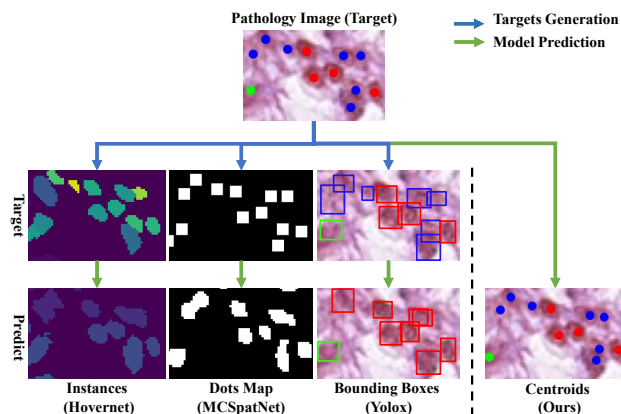 Pathology Image (Target)
Targets Generation
Model Prediction
Target
Predict
Instances
(Hovernet)
Dots Map
(MCSpatNet)
Bounding Boxes
(Yolox)
Centroids
(Ours)